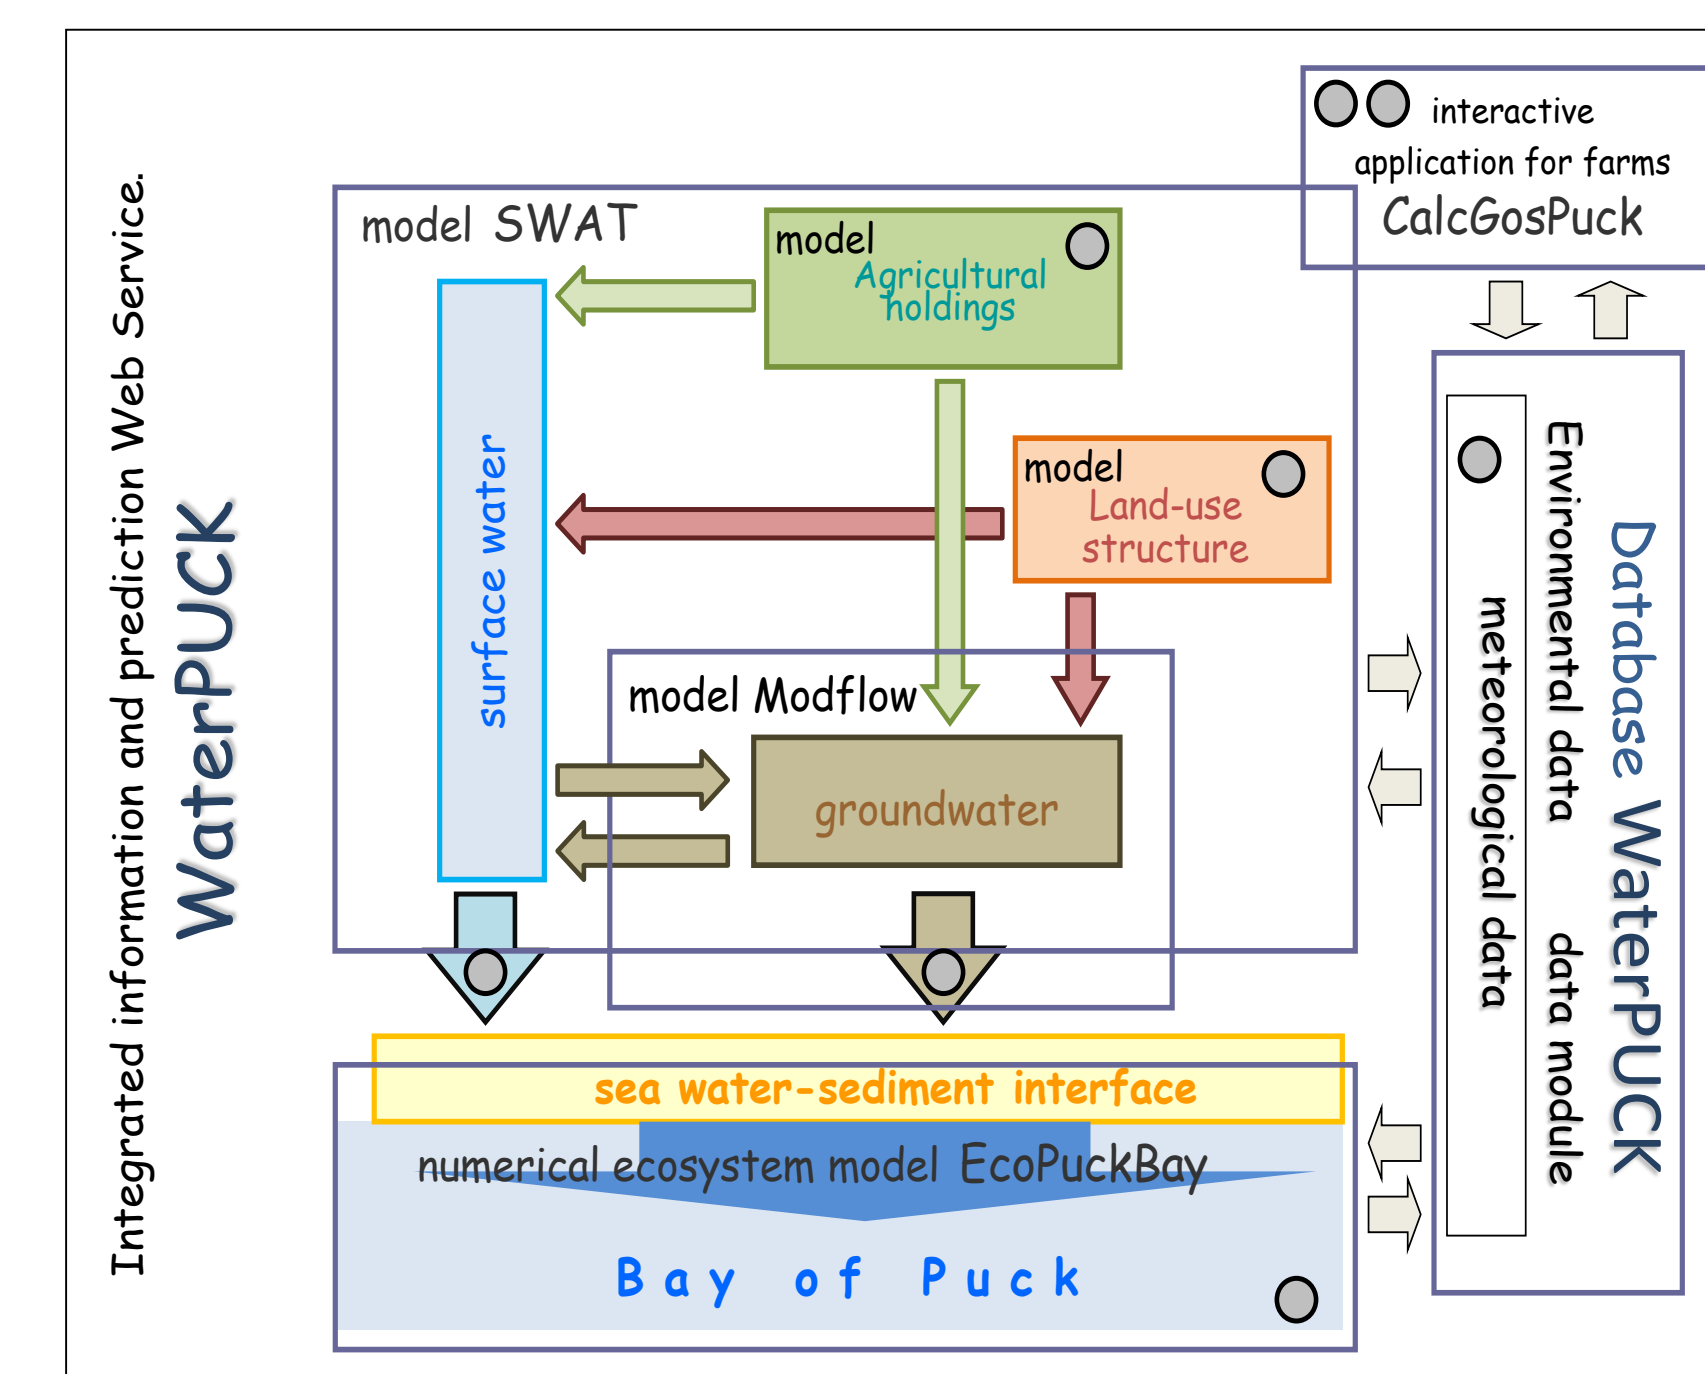 Integrated information and prediction Web Service.
WaterPUCK
interactive
application for farms
CalcGosPuck
model SWAT
model
Agricultural
holdings
surface water
model
Land-use
structure
model Modflow
groundwater
sea water-sediment interface
numerical ecosystem model EcoPuckBay
Bay of Puck
Database WaterPUCK
Environmental data data module
meteorological data